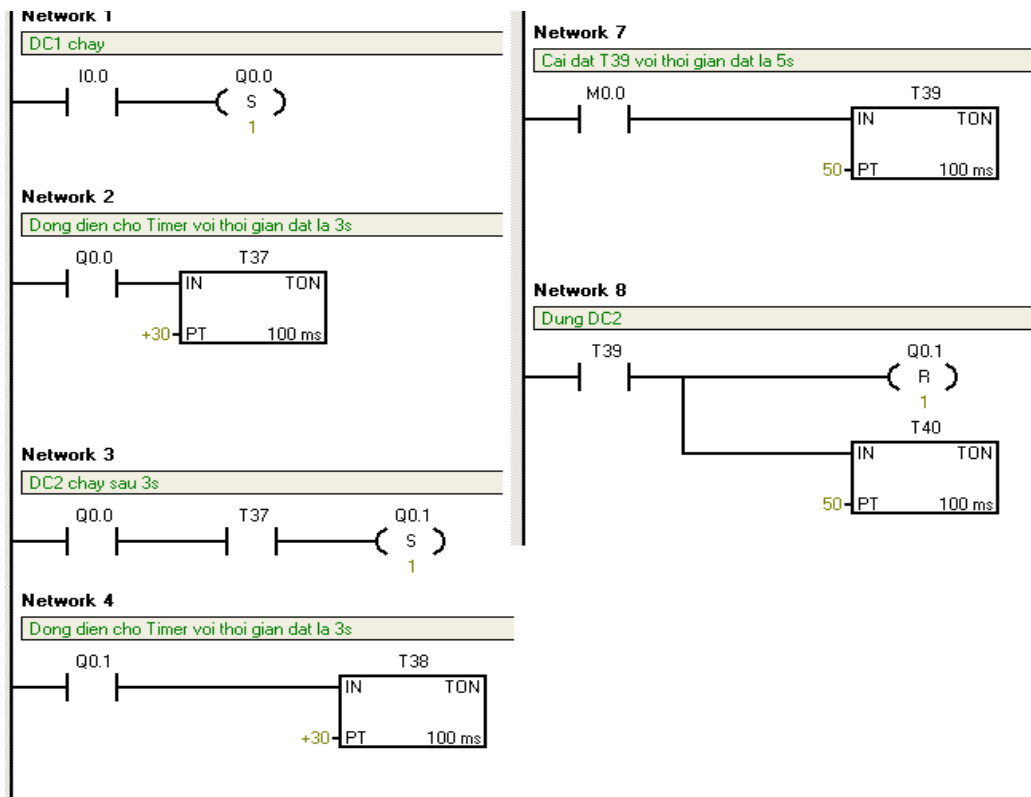 Network 1
DC1 chay
I0.0 Q0.0
S
1
Network 2
Dong dien cho Timer voi thoi gian dat la 3s
Q0.0 T37
IN TON
+30 PT 100 ms
Network 3
DC2 chay sau 3s
Q0.0 T37 Q0.1
S
1
Network 4
Dong dien cho Timer voi thoi gian dat la 3s
Q0.1 T38
IN TON
+30 PT 100 ms
Network 7
Cai dat T39 voi thoi gian dat la 5s
M0.0 T39
IN TON
50 PT 100 ms
Network 8
Dung DC2
T39 Q0.1
R
1
T40
IN TON
50 PT 100 ms